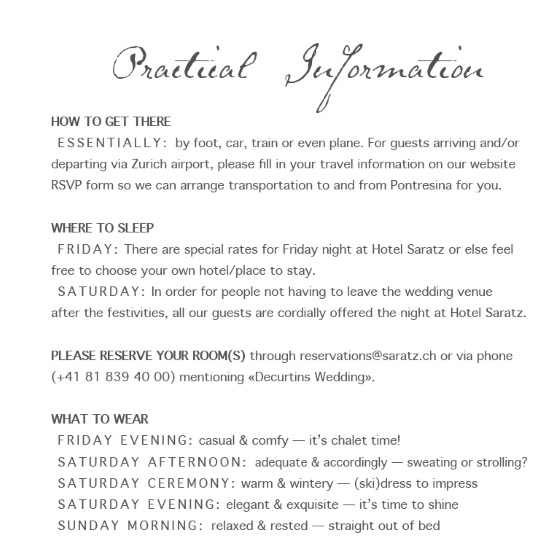 Practical Information
HOW TO GET THERE
ESSENTIALLY: by foot, car, train or even plane. For guests arriving and/or
departing via Zurich airport, please fill in your travel information on our website
RSVP form so we can arrange transportation to and from Pontresina for you.
WHERE TO SLEEP
FRIDAY: There are special rates for Friday night at Hotel Saratz or else feel
free to choose your own hotel/place to stay.
SATURDAY: In order for people not having to leave the wedding venue
after the festivities, all our guests are cordially offered the night at Hotel Saratz.
PLEASE RESERVE YOUR ROOM(S) through reservations@saratz.ch or via phone
(+41 81 839 40 00) mentioning «Decurtins Wedding».
WHAT TO WEAR
FRIDAY EVENING: casual & comfy — it's chalet time!
SATURDAY AFTERNOON: adequate & accordingly — sweating or strolling?
SATURDAY CEREMONY: warm & wintery — (ski)dress to impress
SATURDAY EVENING: elegant & exquisite — it's time to shine
SUNDAY MORNING: relaxed & rested — straight out of bed